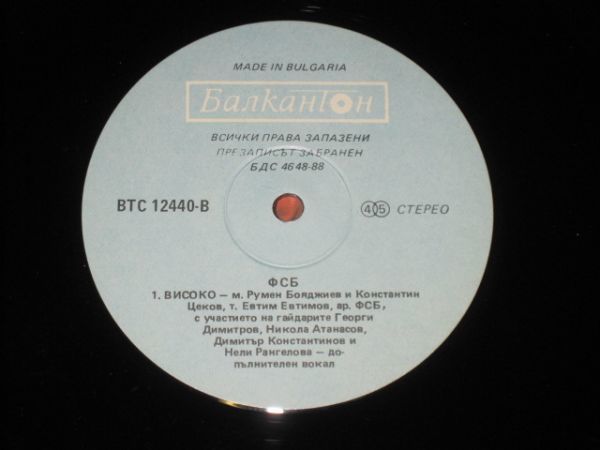 MADE IN BULGARIA
Балкантон
ВСИЧКИ ПРАВА ЗАПАЗЕНИ
ПРЕЗАПИСЪТ ЗАБРАНЕН
БДС 4648-88
ВТС 12440-В
45 СТЕРЕО
ФСБ
1. ВИСОКО – м. Румен Бояджиев и Константин
Цеков, т. Евтим Евтимов, ар. ФСБ,
с участието на гайдарите Георги
Димитров, Никола Атанасов,
Димитър Константинов и
Нели Рангелова – до-
пълнителен вокал